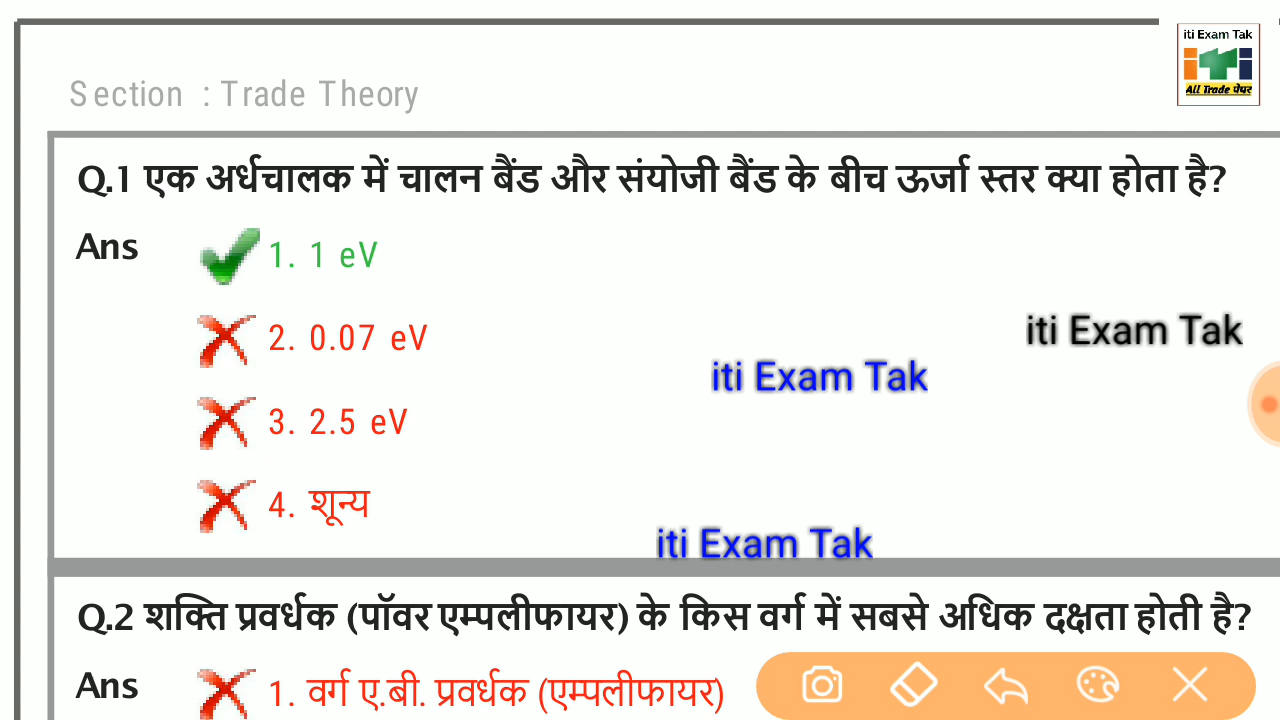 iti Exam Tak
iti
All Trade पेपर
Section : Trade Theory
Q.1 एक अर्धचालक में चालन बैंड और संयोजी बैंड के बीच ऊर्जा स्तर क्या होता है?
Ans
1. 1 eV
2. 0.07 eV
iti Exam Tak
iti Exam Tak
3. 2.5 eV
4. शून्य
iti Exam Tak
Q.2 शक्ति प्रवर्धक (पॉवर एम्पलीफायर) के किस वर्ग में सबसे अधिक दक्षता होती है?
Ans
1. वर्ग ए.बी. प्रवर्धक (एम्पलीफायर)